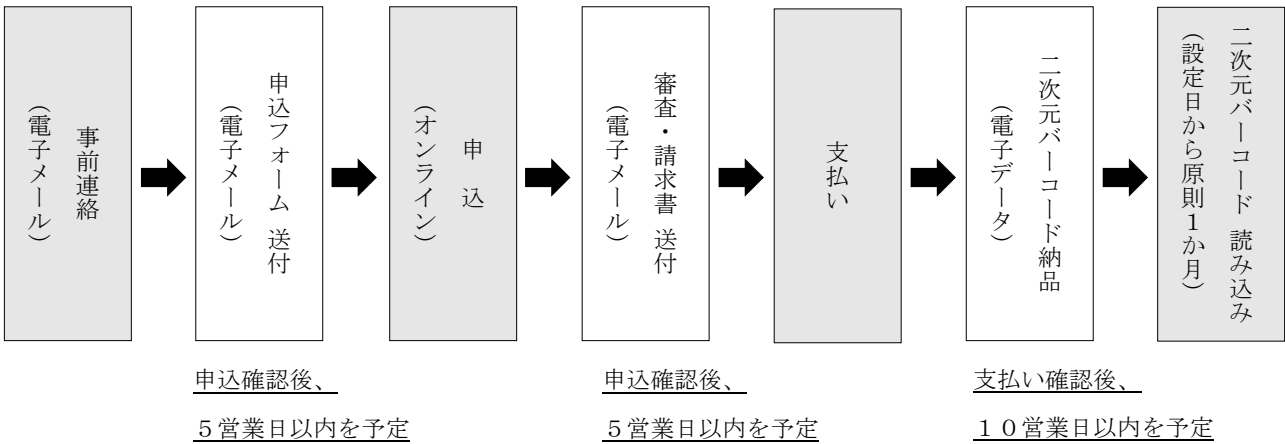 事前連絡
（電子メール）
申込フォーム 送付
（電子メール）
申　込
（オンライン）
審査・請求書 送付
（電子メール）
支払い
二次元バーコード納品
（電子データ）
二次元バーコード 読み込み
（設定日から原則１か月）
申込確認後、
５営業日以内を予定
申込確認後、
５営業日以内を予定
支払い確認後、
１０営業日以内を予定